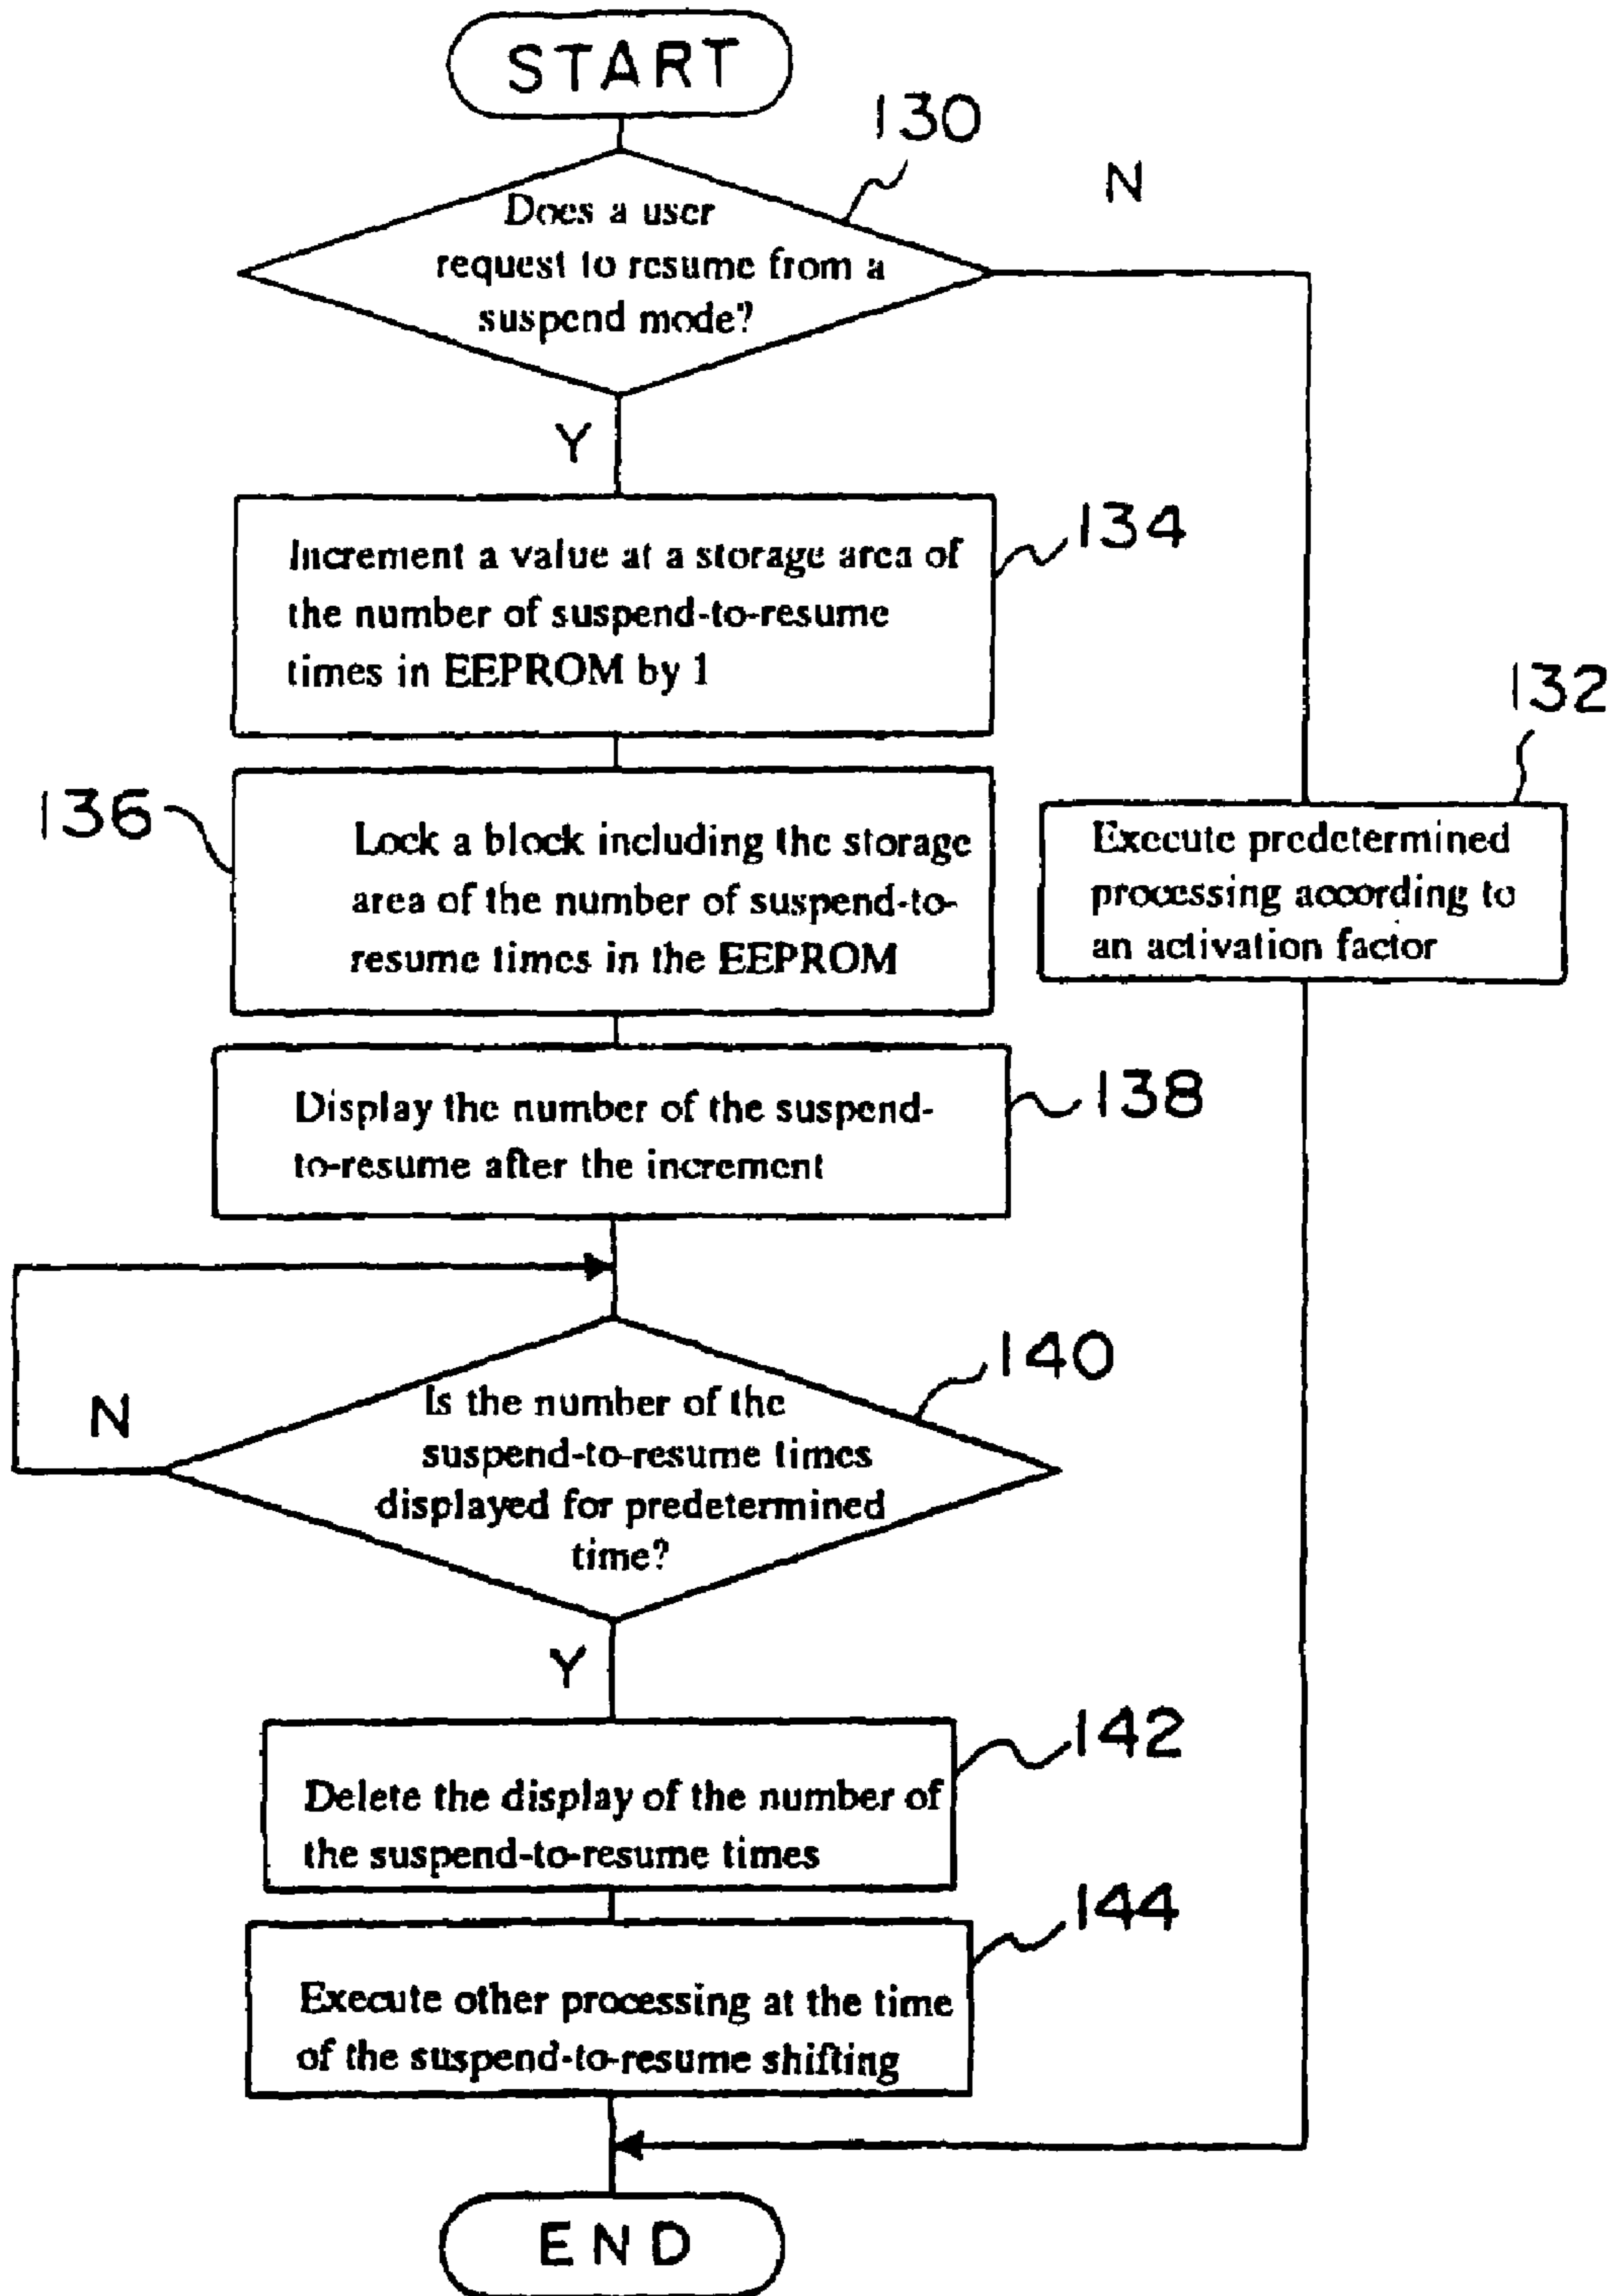 START
130
N
Does a user
request to resume from a
suspend mode?
Y
134
Increment a value at a storage area of
the number of suspend-to-resume
times in EEPROM by 1
132
136
Lock a block including the storage
area of the number of suspend-to-
resume times in the EEPROM
Execute predetermined
processing according to
an activation factor
138
Display the number of the suspend-
to-resume after the increment
140
N
Is the number of the
suspend-to-resume times
displayed for predetermined
time?
Y
142
Delete the display of the number of
the suspend-to-resume times
144
Execute other processing at the time
of the suspend-to-resume shifting
END